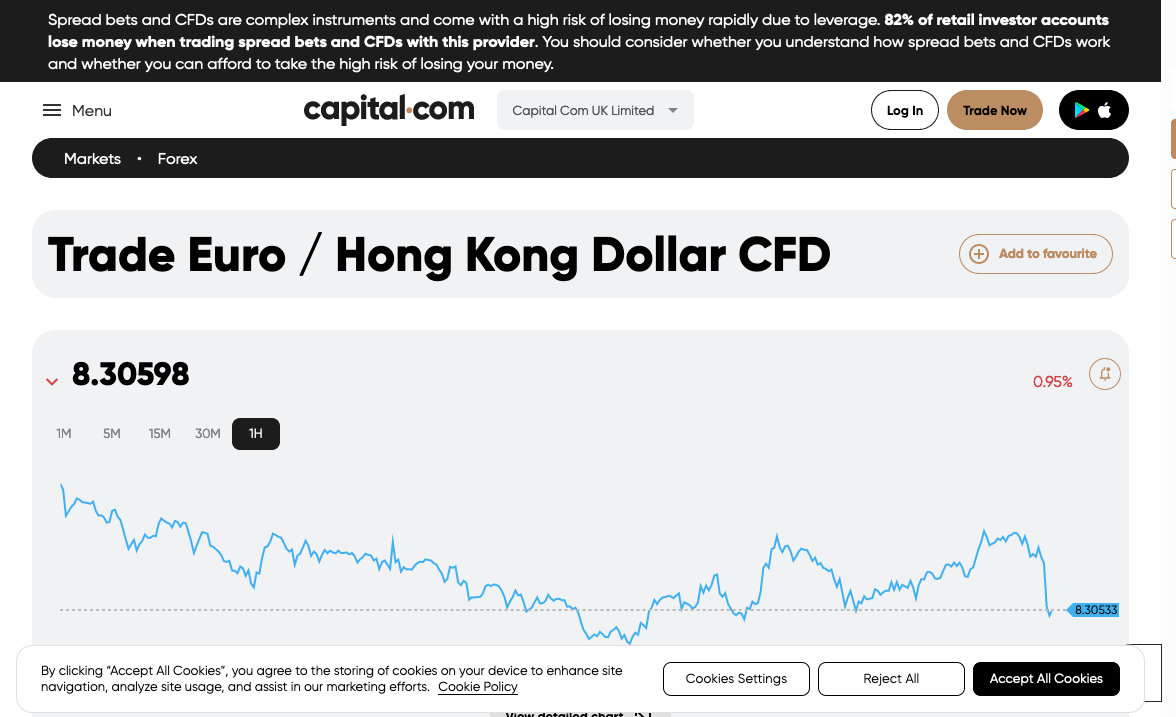 Spread bets and CFDs are complex instruments and come with a high risk of losing money rapidly due to leverage. 82% of retail investor accounts
lose money when trading spread bets and CFDs with this provider. You should consider whether you understand how spread bets and CFDs work
and whether you can afford to take the high risk of losing your money.
Menu
capital.com
Capital Com UK Limited
Log In
Trade Now
Markets • Forex
Trade Euro / Hong Kong Dollar CFD
Add to favourite
8.30598
0.95%
1M 5M 15M 30M 1H
8.30533
By clicking “Accept All Cookies”, you agree to the storing of cookies on your device to enhance site
navigation, analyze site usage, and assist in our marketing efforts. Cookie Policy
Cookies Settings
Reject All
Accept All Cookies
View detailed chart